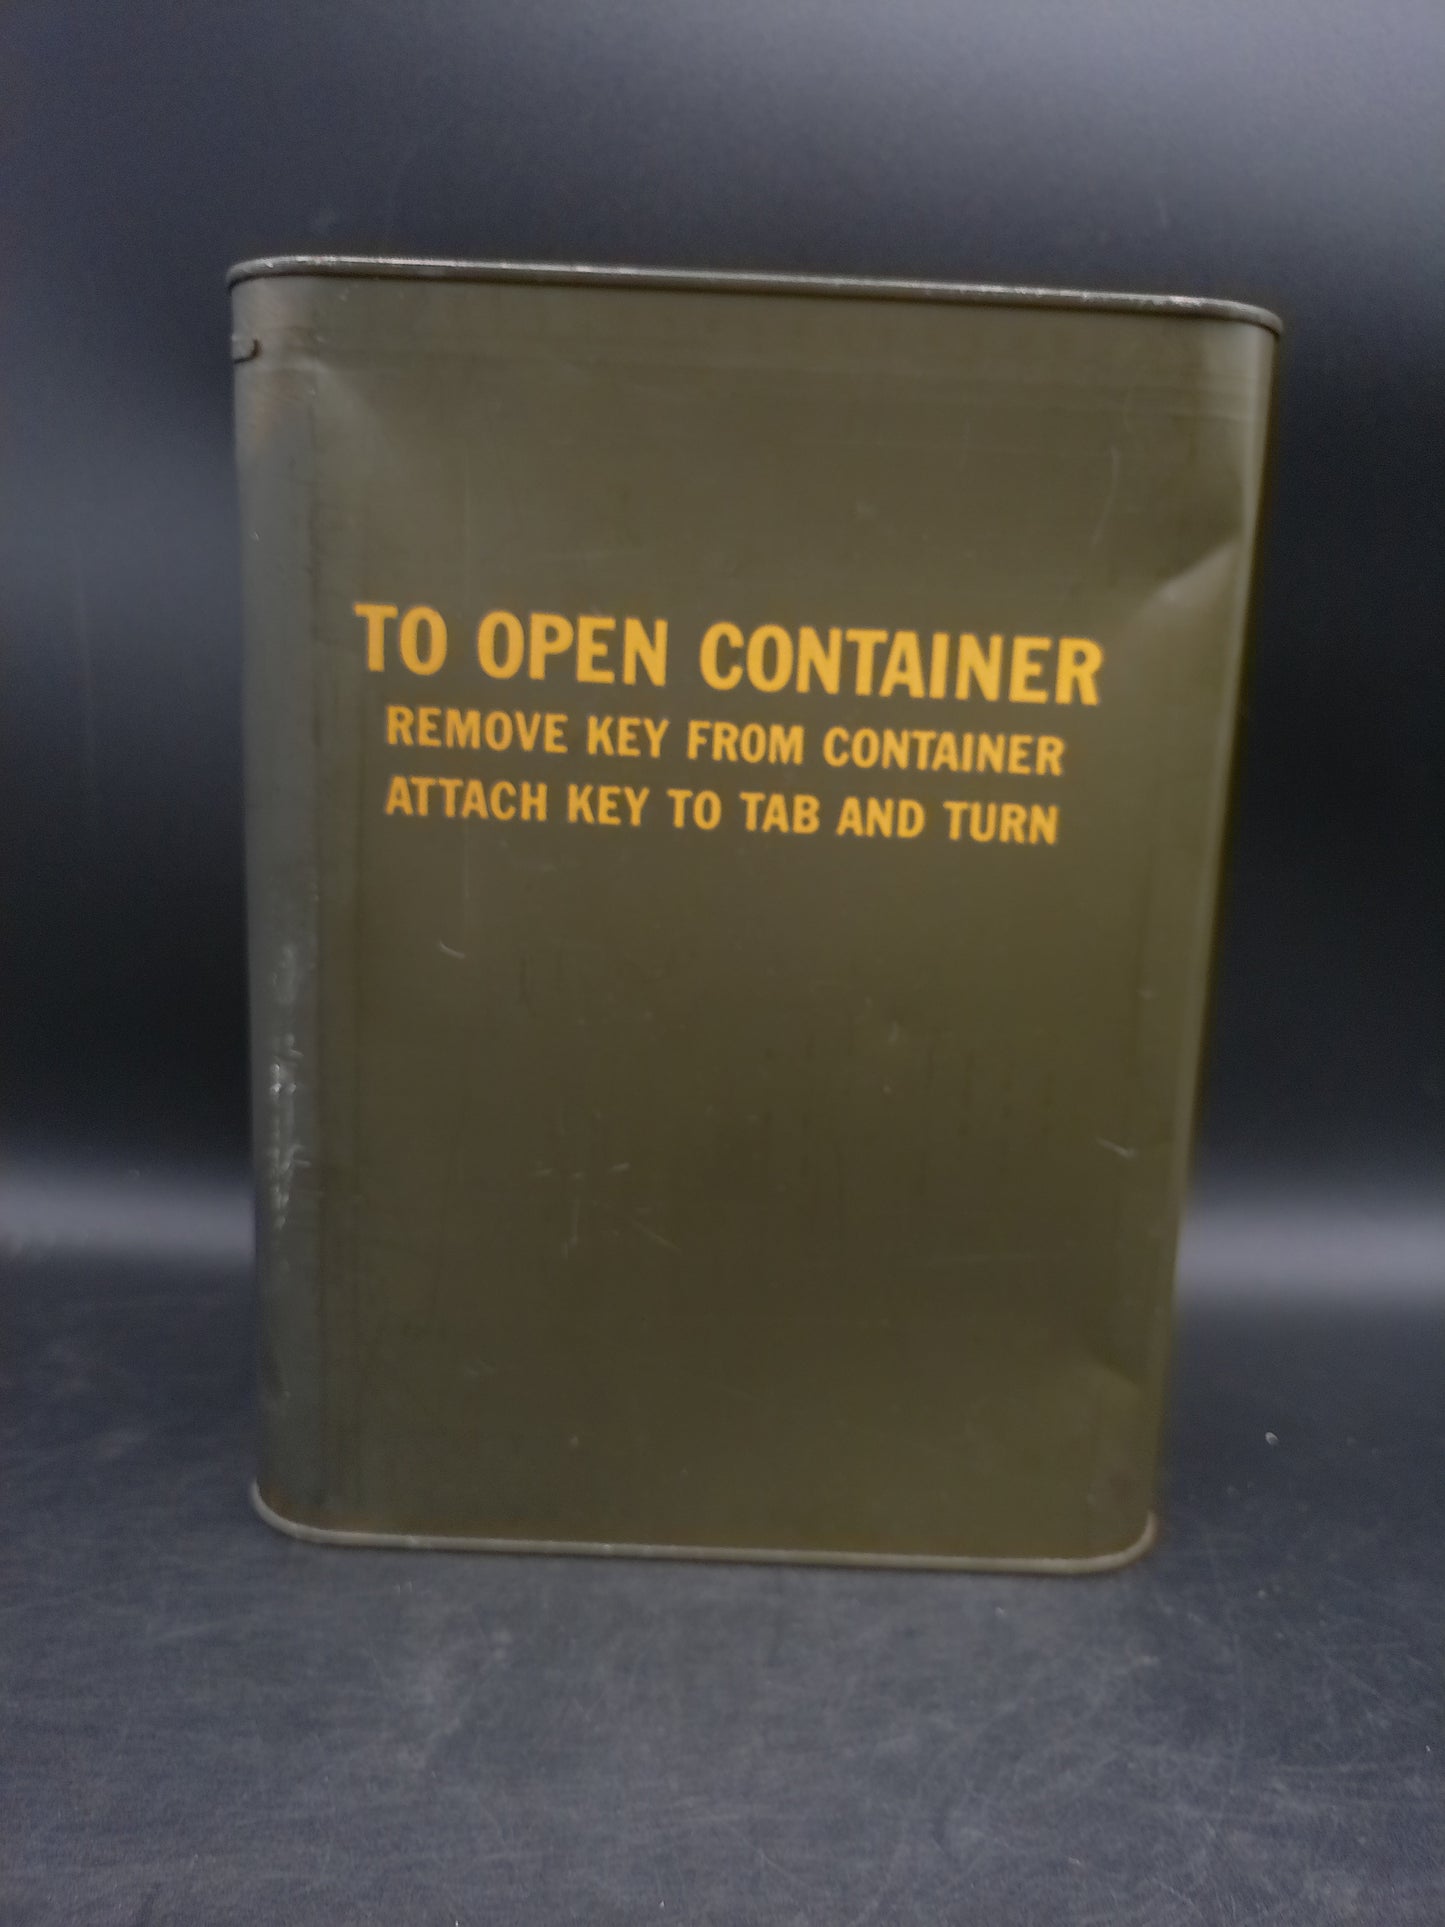 TO OPEN CONTAINER
REMOVE KEY FROM CONTAINER
ATTACH KEY TO TAB AND TURN